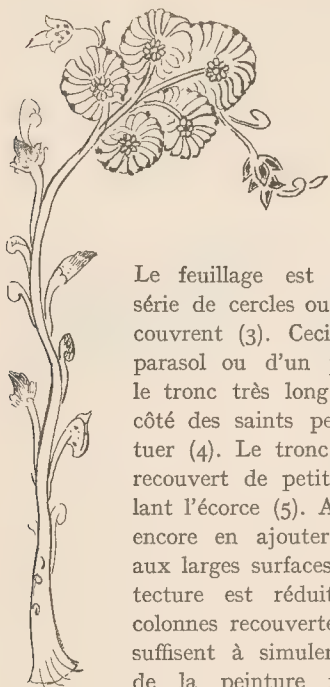 Le feuillage est
série de cercles ou
couvrent (3). Ceci
parasol ou d'un
le tronc très long
côté des saints pe
tuer (4). Le tronc
recouvert de petit
lant l'écorce (5). A
encore en ajouter
aux larges surfaces
tecture est réduit
colonnes recouverte
suffisent à simuler
de la peinture